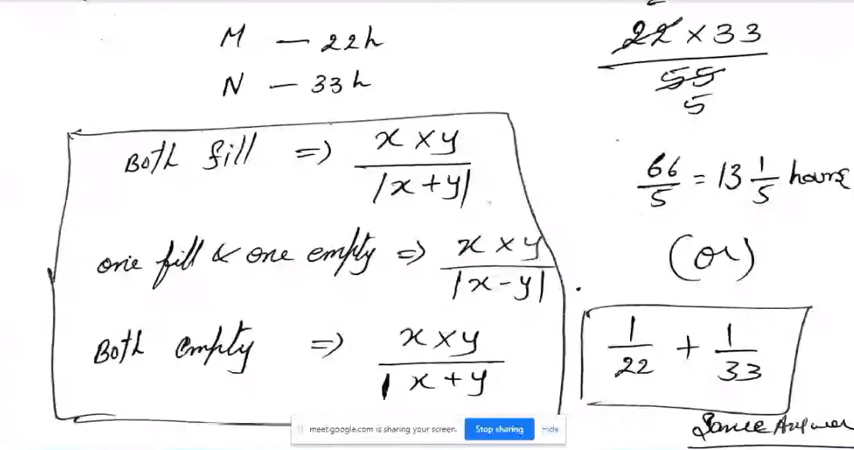 M — 22h
N — 33h
Both fill => x × y / |x+y|
one fill & one empty => x × y / |x-y|
Both empty => x × y / | x+y
22 × 33 / 55
5
66/5 = 13 1/5 hours
(or)
1/22 + 1/33
Same Answer
meet.google.com is sharing your screen. Stop sharing Hide